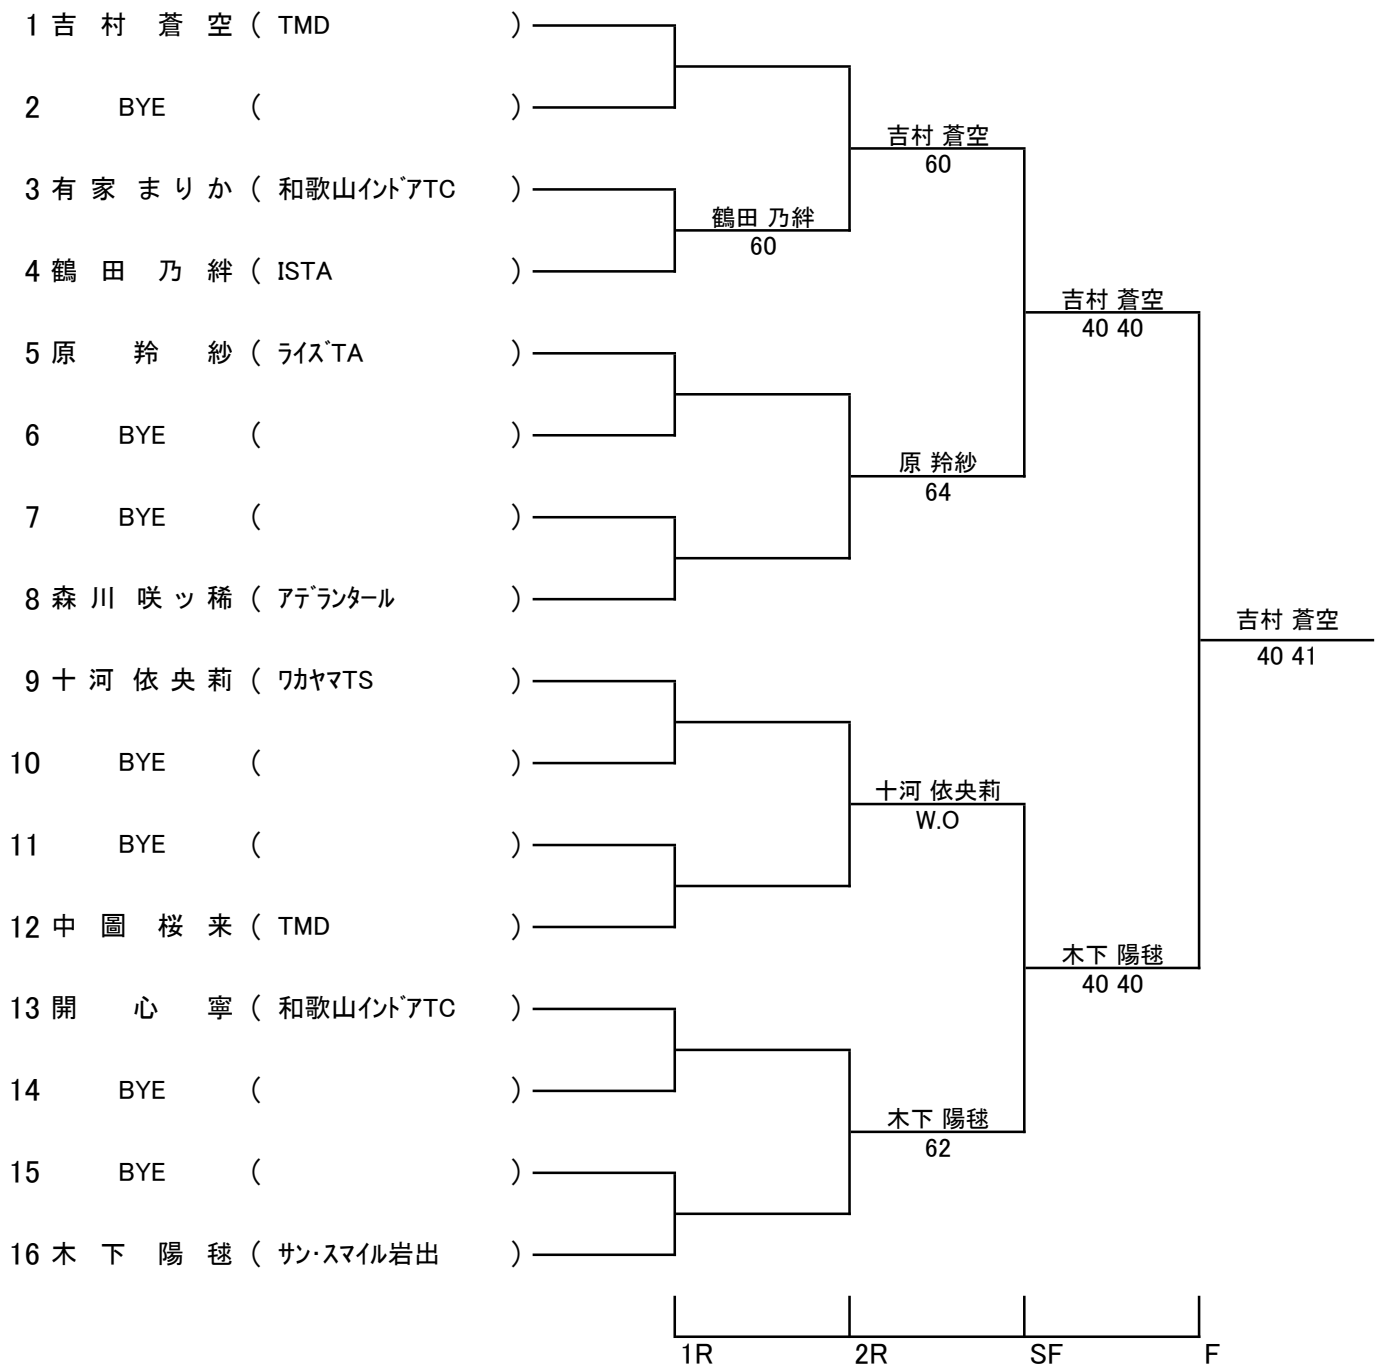 1 吉 村 蒼 空 ( TMD )
2 BYE ( )
3 有 家 ま り か ( 和歌山ｲﾝﾄﾞｱTC )
4 鶴 田 乃 絆 ( ISTA )
5 原 羚 紗 ( ﾗｲｽﾞTA )
6 BYE ( )
7 BYE ( )
8 森 川 咲 ッ 稀 ( ｱﾃﾞﾗﾝﾀｰﾙ )
9 十 河 依 央 莉 ( ﾜｶﾔﾏTS )
10 BYE ( )
11 BYE ( )
12 中 圖 桜 来 ( TMD )
13 開 心 寧 ( 和歌山ｲﾝﾄﾞｱTC )
14 BYE ( )
15 BYE ( )
16 木 下 陽 毬 ( ｻﾝ･ｽﾏｲﾙ岩出 )
鶴田 乃絆
60
吉村 蒼空
60
原 羚紗
64
十河 依央莉
W.O
木下 陽毬
62
吉村 蒼空
40 40
木下 陽毬
40 40
吉村 蒼空
40 41
1R 2R SF F